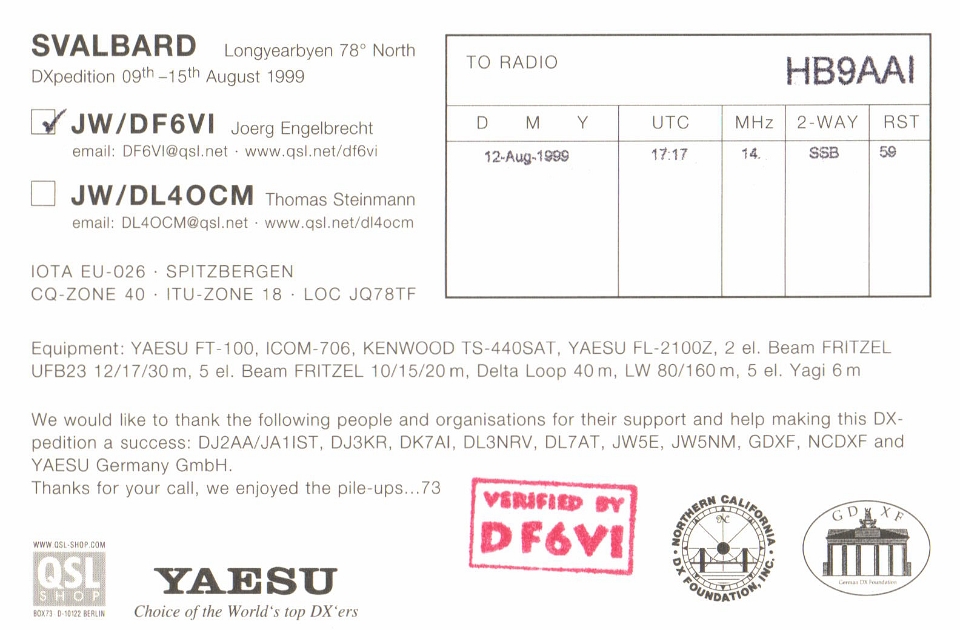 SVALBARD Longyearbyen 78° North
DXpedition 09th – 15th August 1999
JW/DF6VI Joerg Engelbrecht
email: DF6VI@qsl.net · www.qsl.net/df6vi
JW/DL4OCM Thomas Steinmann
email: DL4OCM@qsl.net · www.qsl.net/dl4ocm
IOTA EU-026 · SPITZBERGEN
CQ-ZONE 40 · ITU-ZONE 18 · LOC JQ78TF
TO RADIO HB9AAI
D M Y UTC MHz 2-WAY RST
12-Aug-1999 17:17 14. SSB 59
Equipment: YAESU FT-100, ICOM-706, KENWOOD TS-440SAT, YAESU FL-2100Z, 2 el. Beam FRITZEL
UFB23 12/17/30 m, 5 el. Beam FRITZEL 10/15/20 m, Delta Loop 40 m, LW 80/160 m, 5 el. Yagi 6 m
We would like to thank the following people and organisations for their support and help making this DX-
pedition a success: DJ2AA/JA1IST, DJ3KR, DK7AI, DL3NRV, DL7AT, JW5E, JW5NM, GDXF, NCDXF and
YAESU Germany GmbH.
Thanks for your call, we enjoyed the pile-ups...73
VERIFIED BY
DF6VI
WWW.QSL-SHOP.COM
QSL
SHOP
BOX73 D-10122 BERLIN
YAESU
Choice of the World's top DX'ers
NORTHERN CALIFORNIA
DX FOUNDATION, INC.
GDXF
German DX Foundation